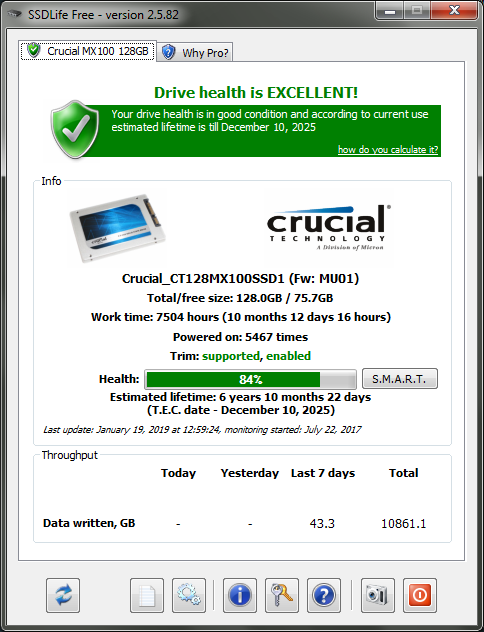 SSDLife Free - version 2.5.82
Crucial MX100 128GB
Why Pro?
Drive health is EXCELLENT!
Your drive health is in good condition and according to current use
estimated lifetime is till December 10, 2025
how do you calculate it?
Info
crucial
crucial
TECHNOLOGY
A Division of Micron
Crucial_CT128MX100SSD1 (Fw: MU01)
Total/free size: 128.0GB / 75.7GB
Work time: 7504 hours (10 months 12 days 16 hours)
Powered on: 5467 times
Trim: supported, enabled
Health: 84% S.M.A.R.T.
Estimated lifetime: 6 years 10 months 22 days
(T.E.C. date - December 10, 2025)
Last update: January 19, 2019 at 12:59:24, monitoring started: July 22, 2017
Throughput
Today Yesterday Last 7 days Total
Data written, GB - - 43.3 10861.1